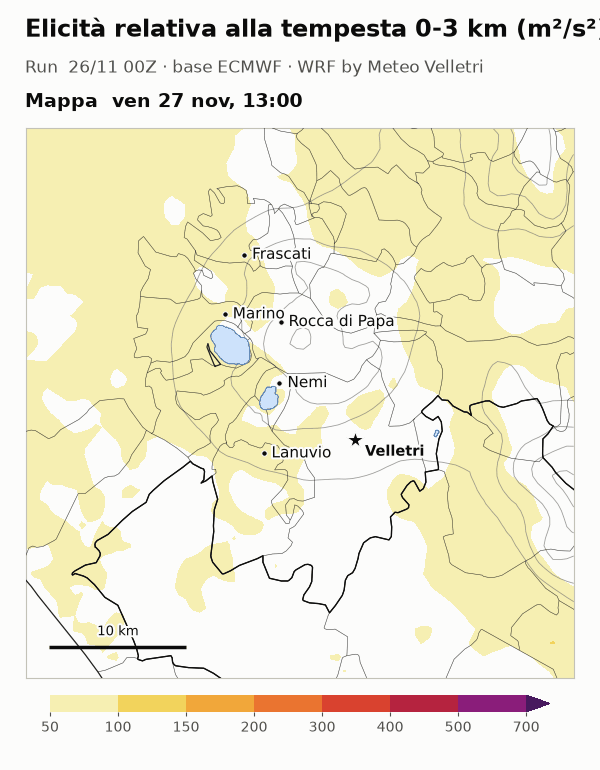 Elicità relativa alla tempesta 0-3 km (m²/s²)
Run  26/11 00Z · base ECMWF · WRF by Meteo Velletri
Mappa  ven 27 nov, 13:00
Frascati
Marino
Rocca di Papa
Nemi
Velletri
Lanuvio
10 km
50 100 150 200 300 400 500 700